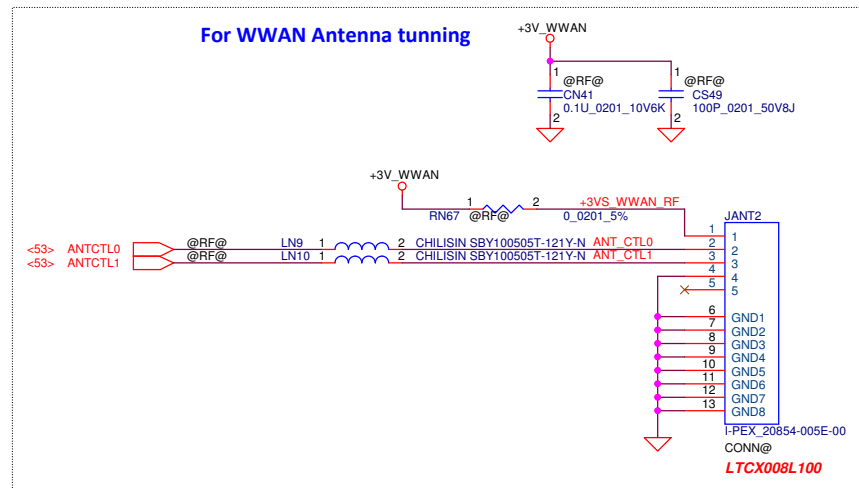 For WWAN Antenna tunning
+3V_WWAN
1 @RF@
CN41
0.1U_0201_10V6K
2
1 @RF@
CS49
100P_0201_50V8J
2
+3V_WWAN
RN67 1 @RF@ 2 0_0201_5% +3VS_WWAN_RF
JANT2
<53> ANTCTL0 @RF@ LN9 1 2 CHILISIN SBY100505T-121Y-N ANT_CTL0
<53> ANTCTL1 @RF@ LN10 1 2 CHILISIN SBY100505T-121Y-N ANT_CTL1
1 1
2 2
3 3
4 4
5 5
6 GND1
7 GND2
8 GND3
9 GND4
10 GND5
11 GND6
12 GND7
13 GND8
I-PEX_20854-005E-00
CONN@
LTCX008L100